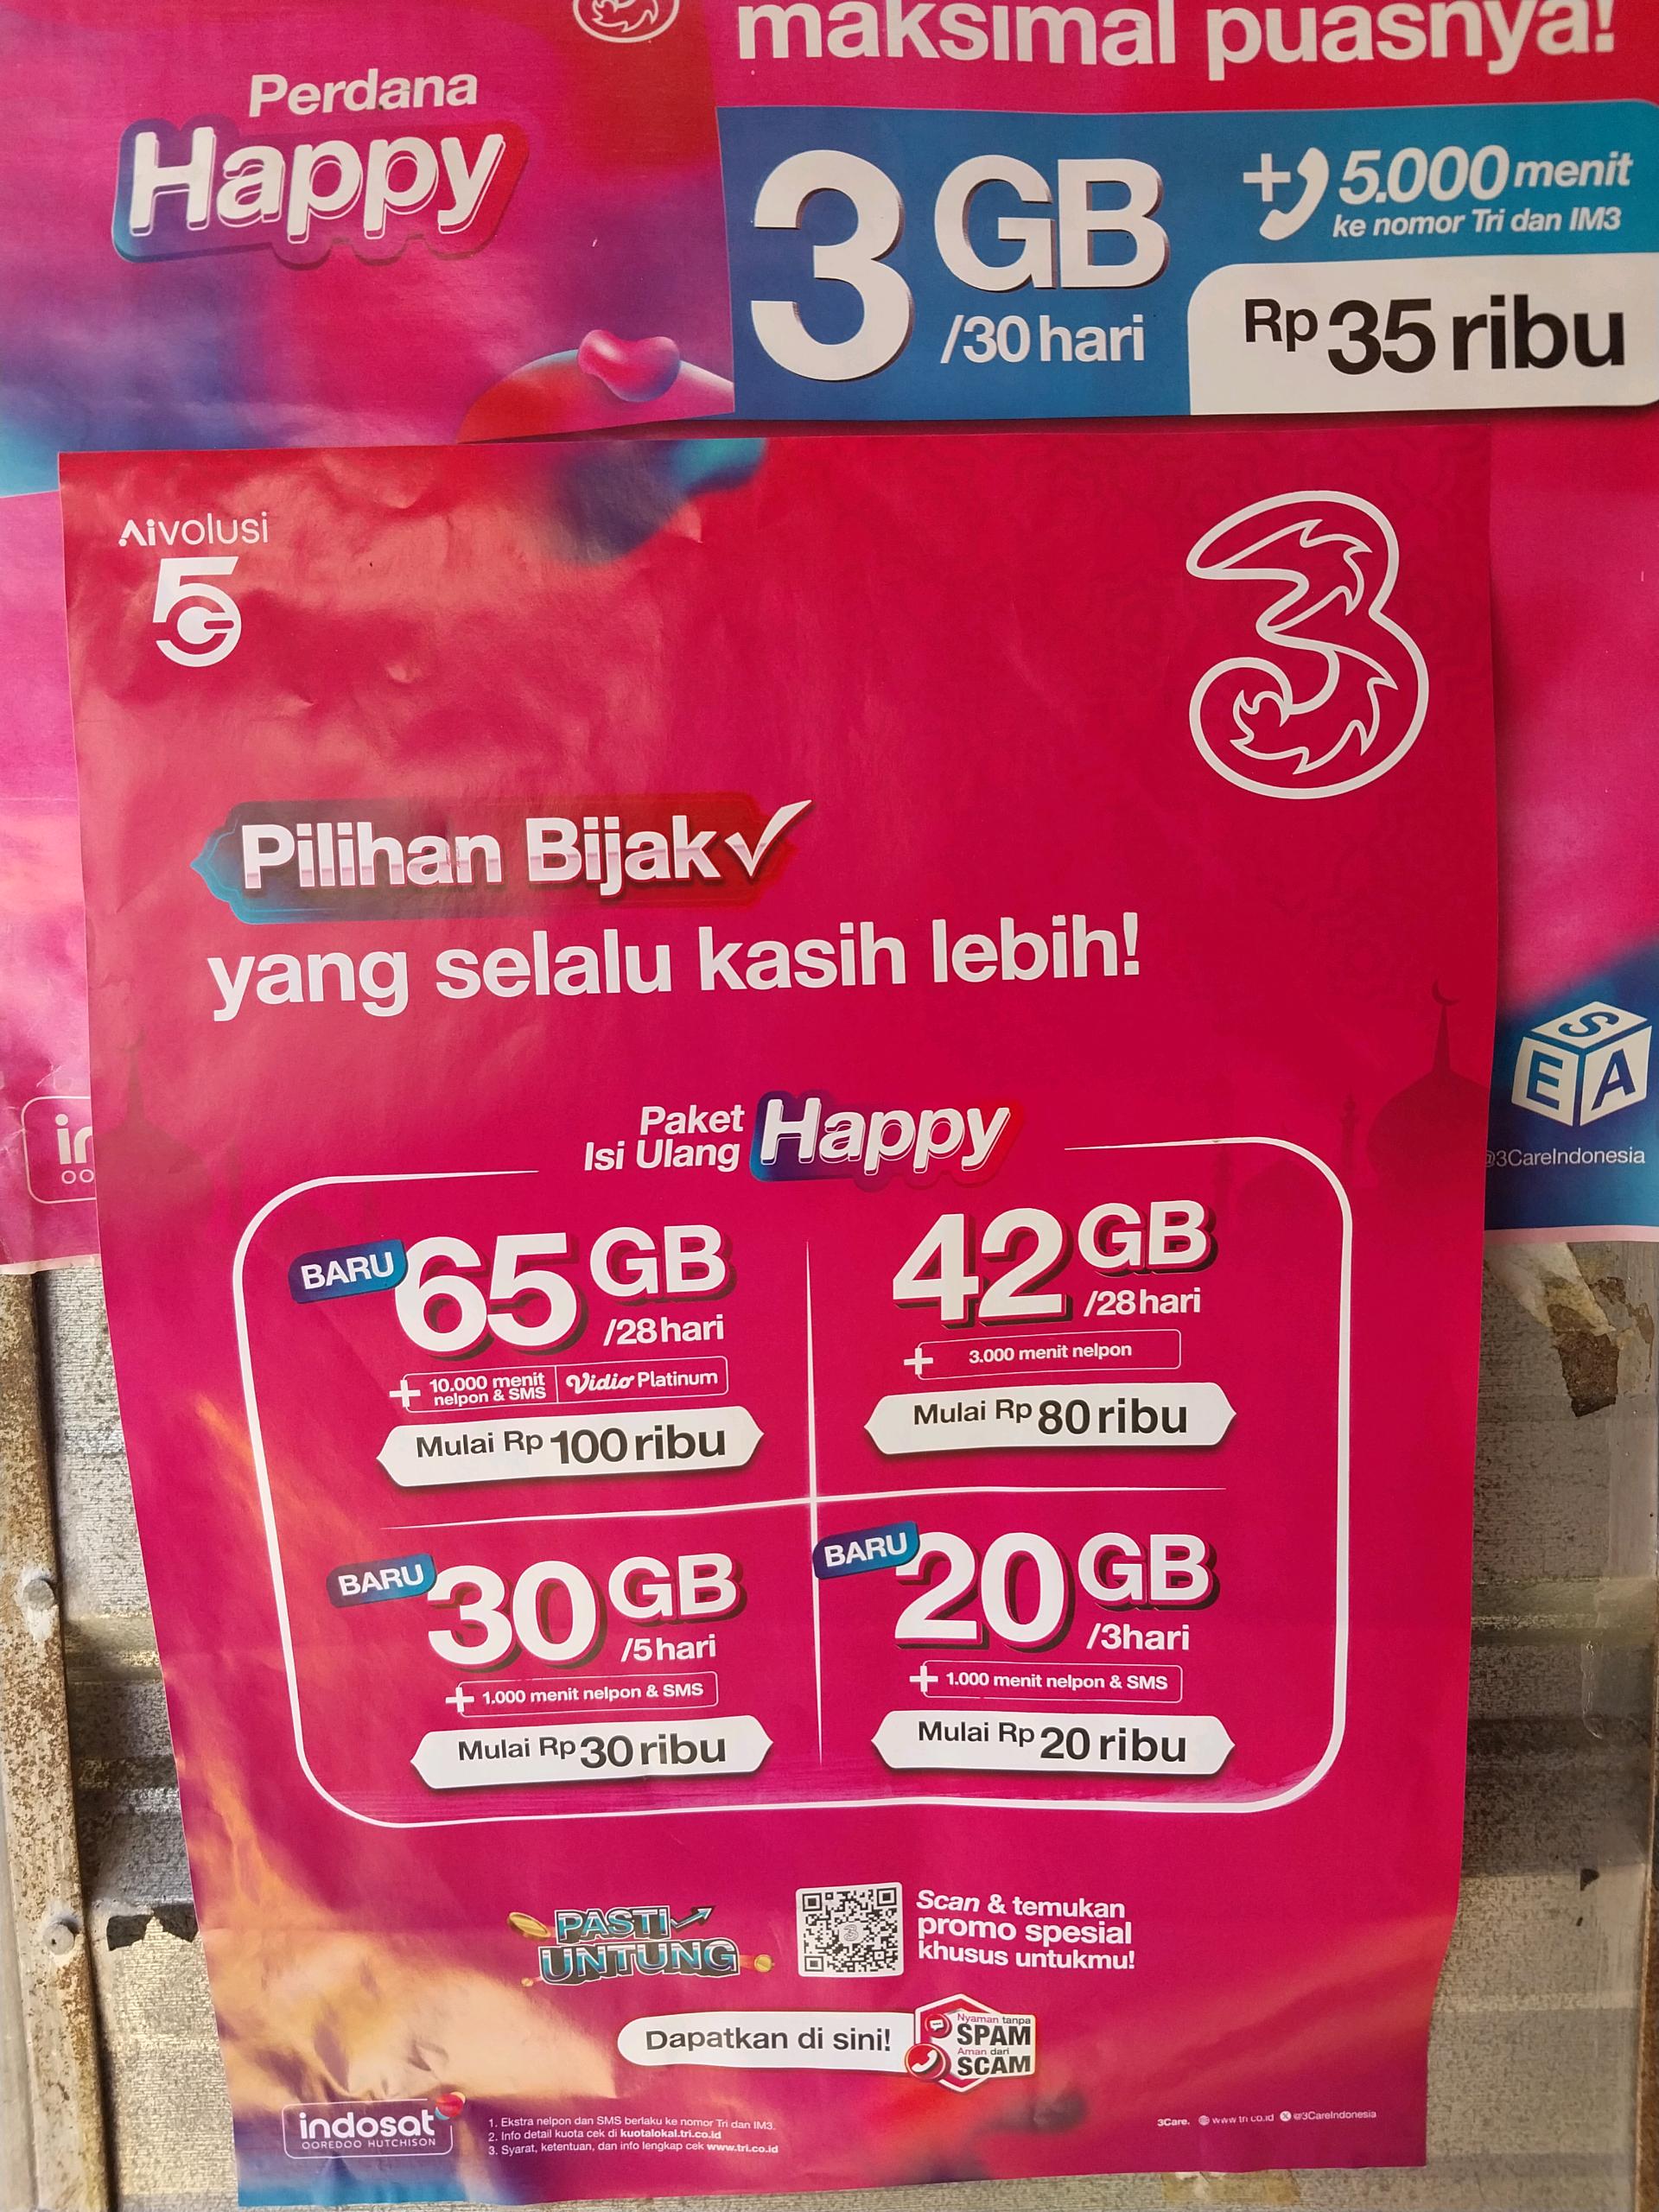 maksimal puasnya!
Perdana
Happy
3 GB
/30 hari
+ 5.000 menit
ke nomor Tri dan IM3
Rp 35 ribu
Aivolusi
5G
3
Pilihan Bijak✓
yang selalu kasih lebih!
S
E A
@3CareIndonesia
Paket
Isi Ulang
Happy
BARU
65 GB
/28 hari
+ 10.000 menit
nelpon & SMS
Vidio Platinum
Mulai Rp 100 ribu
42 GB
/28 hari
+ 3.000 menit nelpon
Mulai Rp 80 ribu
BARU
30 GB
/5 hari
+ 1.000 menit nelpon & SMS
Mulai Rp 30 ribu
BARU
20 GB
/3hari
+ 1.000 menit nelpon & SMS
Mulai Rp 20 ribu
PASTI
UNTUNG
Scan & temukan
promo spesial
khusus untukmu!
Dapatkan di sini!
Nyaman tanpa
SPAM
Aman dari
SCAM
indosat
OOREDOO HUTCHISON
1. Ekstra nelpon dan SMS berlaku ke nomor Tri dan IM3.
2. Info detail kuota cek di kuotalokal.tri.co.id
3. Syarat, ketentuan, dan info lengkap cek www.tri.co.id
3Care. www.tri.co.id @3CareIndonesia